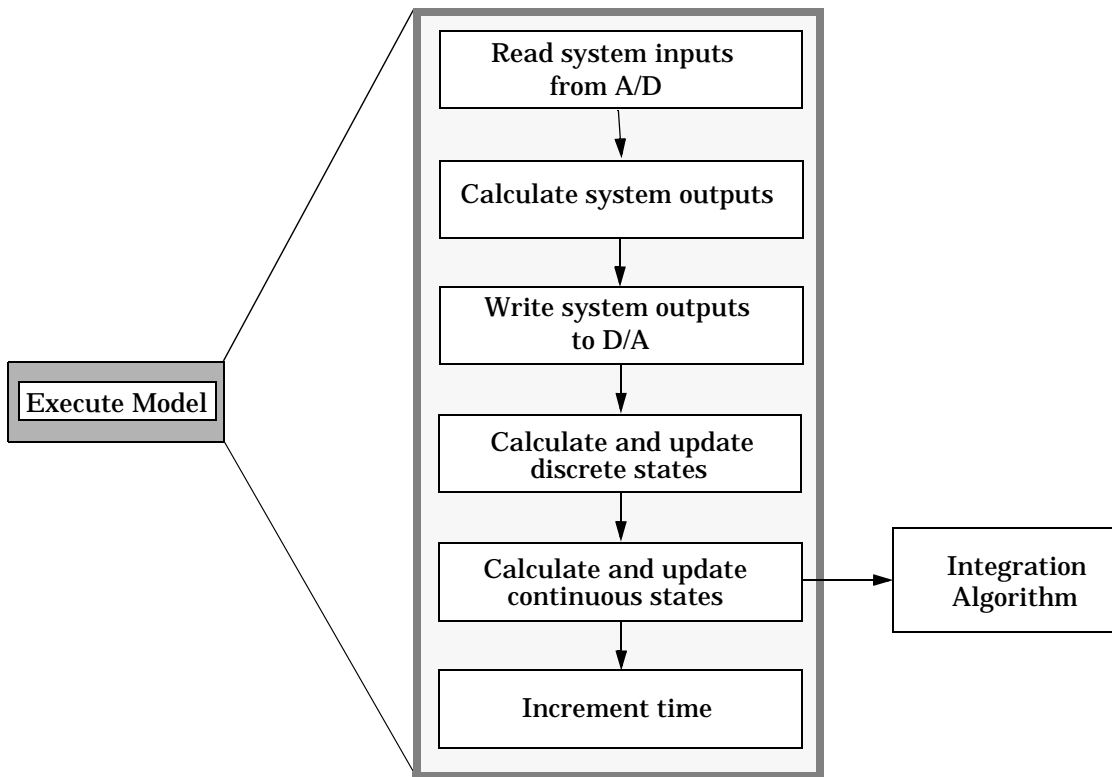 Read system inputs
from A/D
Calculate system outputs
Write system outputs
to D/A
Execute Model
Calculate and update
discrete states
Calculate and update
continuous states
Integration
Algorithm
Increment time